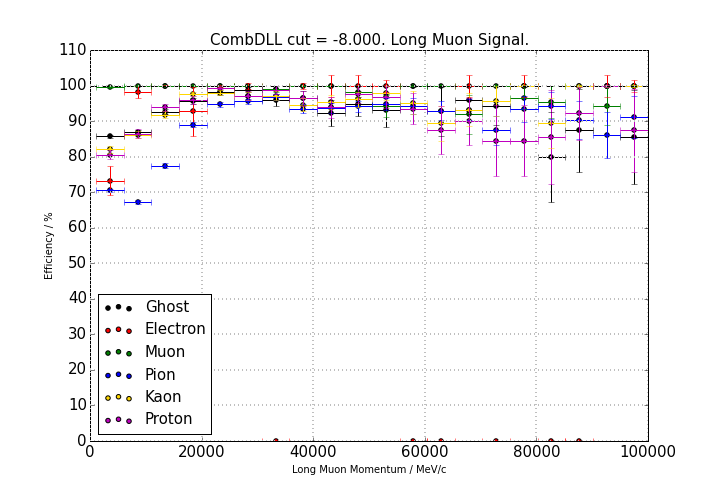 CombDLL cut = -8.000. Long Muon Signal.
110
100
90
80
70
60
50
40
30
20
10
0
Efficiency / %
Ghost
Electron
Muon
Pion
Kaon
Proton
0 20000 40000 60000 80000 100000
Long Muon Momentum / MeV/c